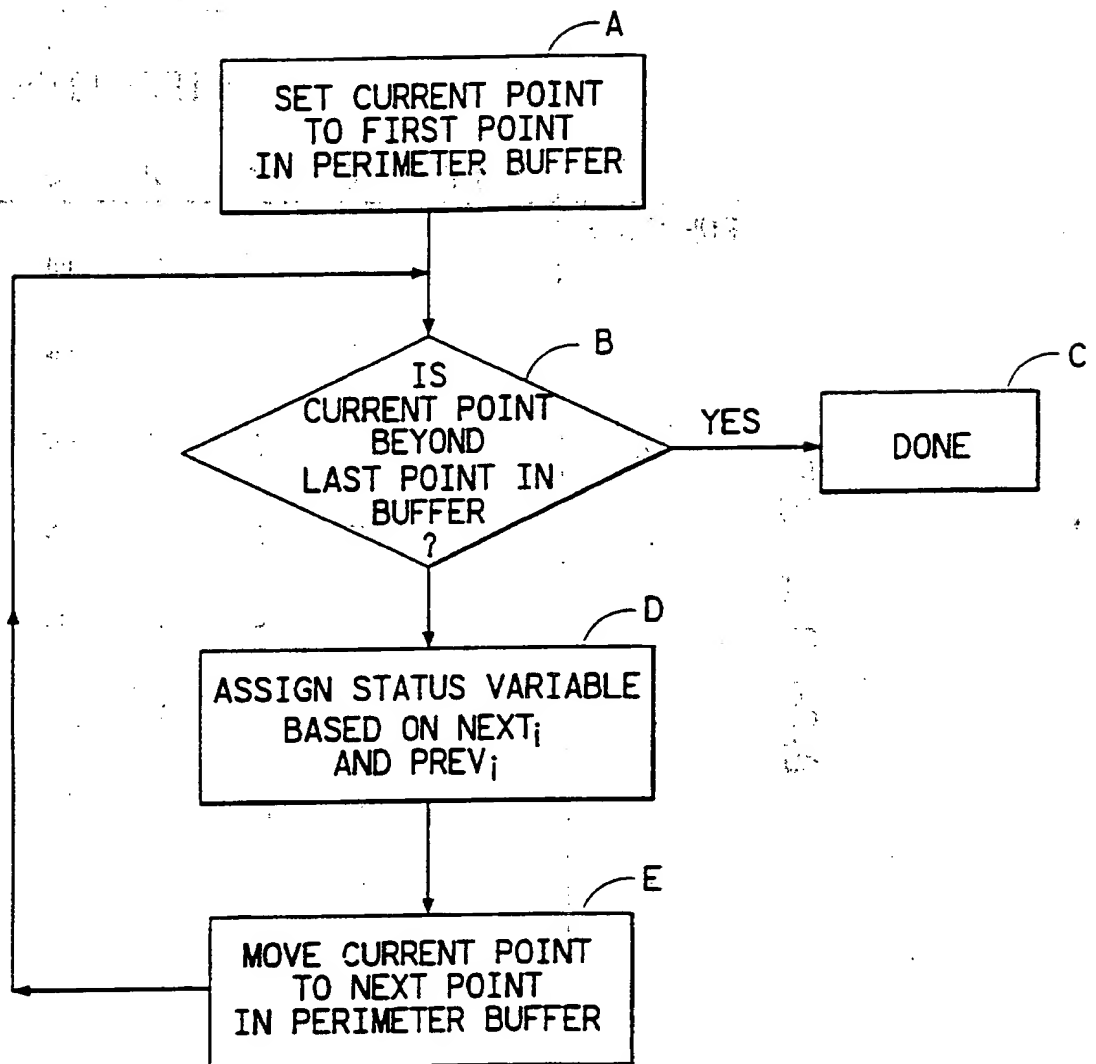 A
SET CURRENT POINT
TO FIRST POINT
IN PERIMETER BUFFER
B
IS
CURRENT POINT
BEYOND
LAST POINT IN
BUFFER
?
YES
C
DONE
D
ASSIGN STATUS VARIABLE
BASED ON NEXTi
AND PREVi
E
MOVE CURRENT POINT
TO NEXT POINT
IN PERIMETER BUFFER